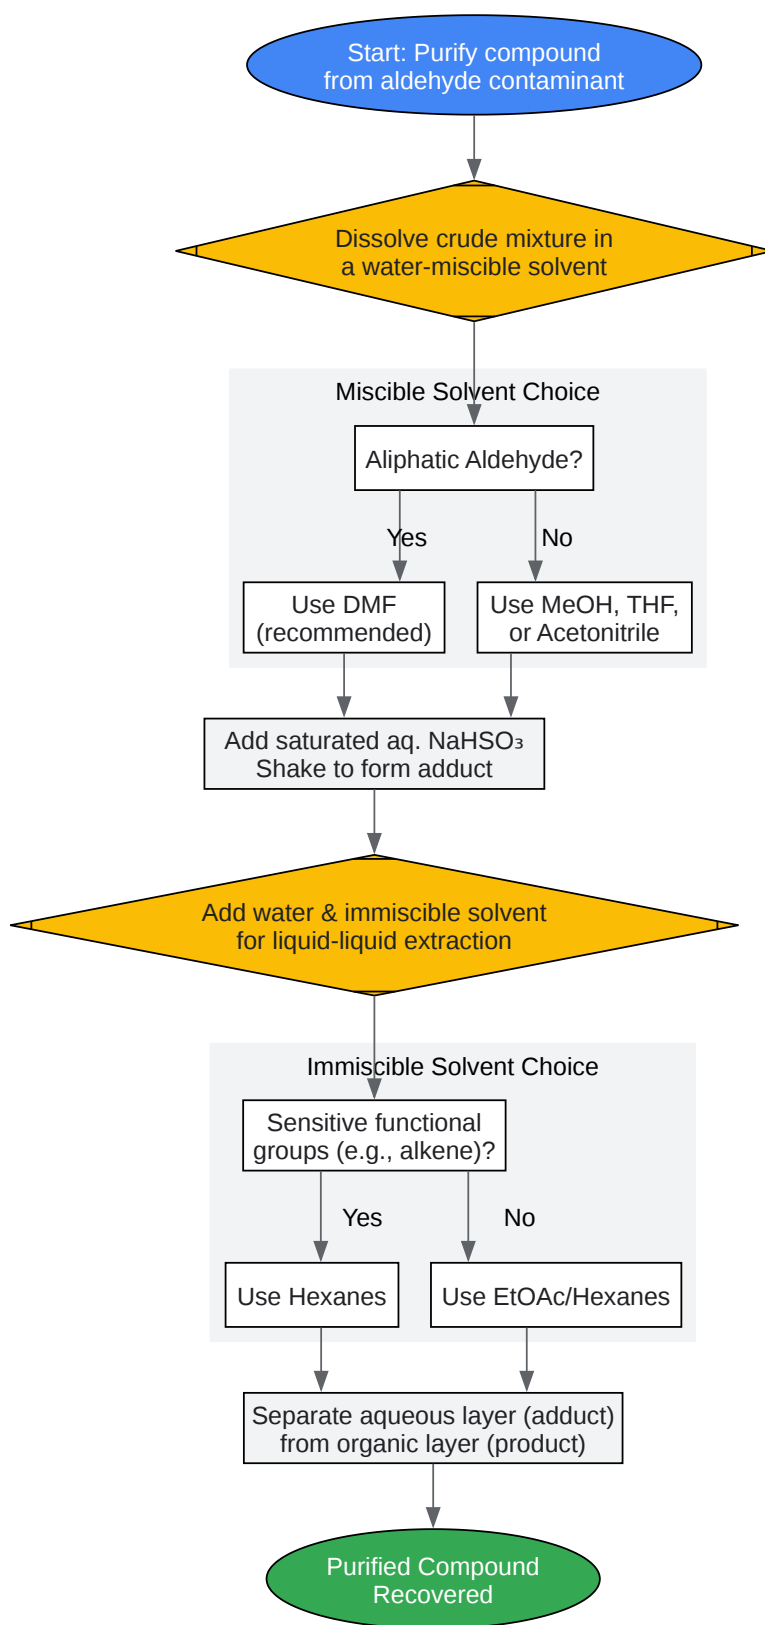 Start: Purify compound
from aldehyde contaminant
Dissolve crude mixture in
a water-miscible solvent
Miscible Solvent Choice
Aliphatic Aldehyde?
Yes
No
Use DMF
(recommended)
Use MeOH, THF,
or Acetonitrile
Add saturated aq. NaHSO₃
Shake to form adduct
Add water & immiscible solvent
for liquid-liquid extraction
Immiscible Solvent Choice
Sensitive functional
groups (e.g., alkene)?
Yes
No
Use Hexanes
Use EtOAc/Hexanes
Separate aqueous layer (adduct)
from organic layer (product)
Purified Compound
Recovered